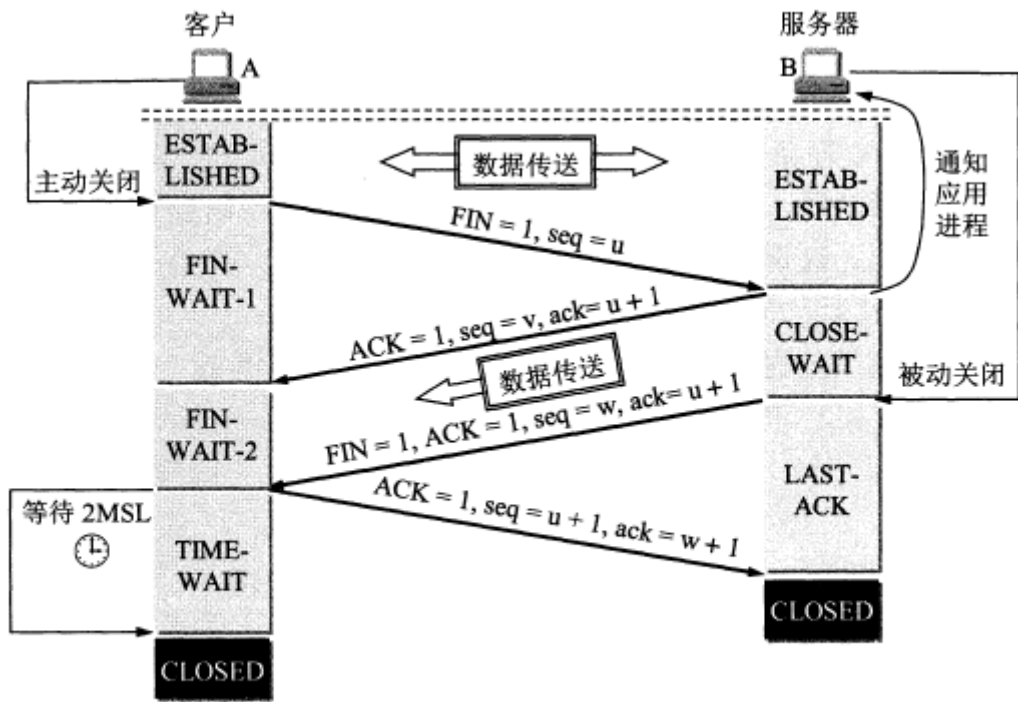 客户
服务器
A
B
ESTAB-
LISHED
数据传送
主动关闭
ESTAB-
LISHED
通知
应用
进程
FIN = 1, seq = u
FIN-
WAIT-1
ACK = 1, seq = v, ack= u + 1
CLOSE-
WAIT
数据传送
被动关闭
FIN-
WAIT-2
FIN = 1, ACK = 1, seq = w, ack= u + 1
等待 2MSL
ACK = 1, seq = u + 1, ack = w + 1
LAST-
ACK
TIME-
WAIT
CLOSED
CLOSED